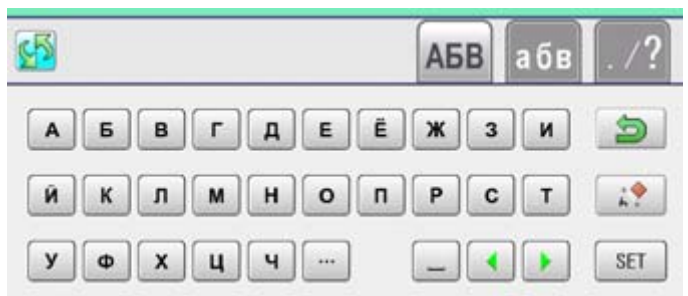 АБВ абв ./?
А Б В Г Д Е Ё Ж З И
Й К Л М Н О П Р С Т
У Ф Х Ц Ч ... _ SET